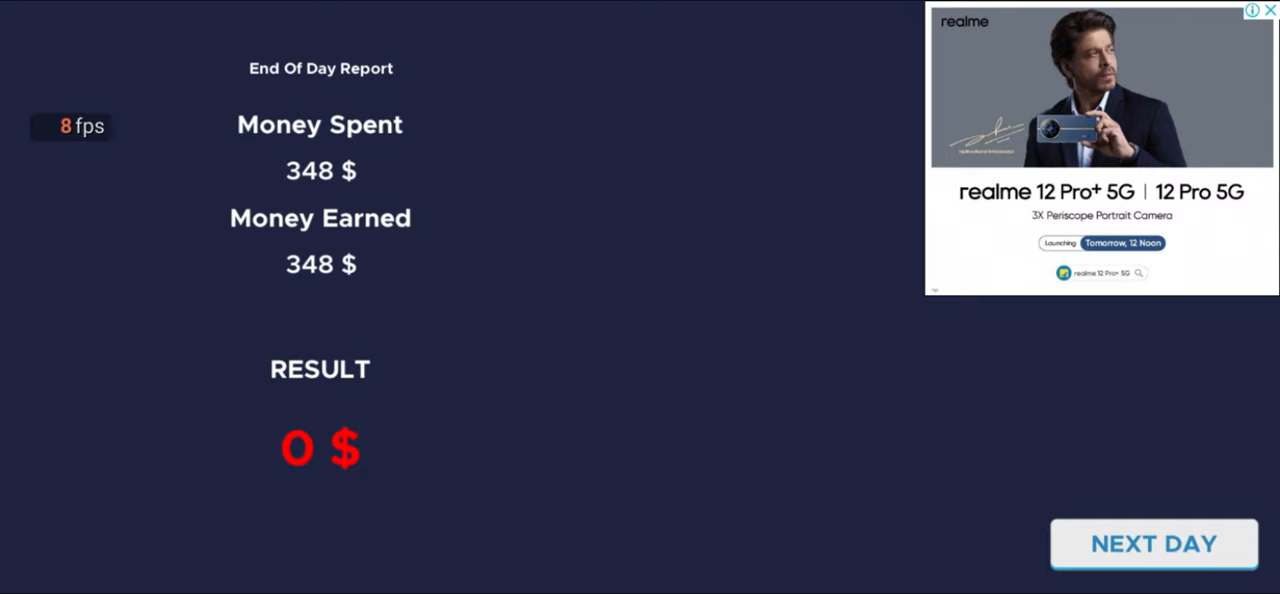 End Of Day Report
8 fps
Money Spent
348 $
Money Earned
348 $
RESULT
0 $
NEXT DAY
realme
realme 12 Pro+ 5G | 12 Pro 5G
3X Periscope Portrait Camera
Launching Tomorrow, 12 Noon
realme 12 Pro+ 5G